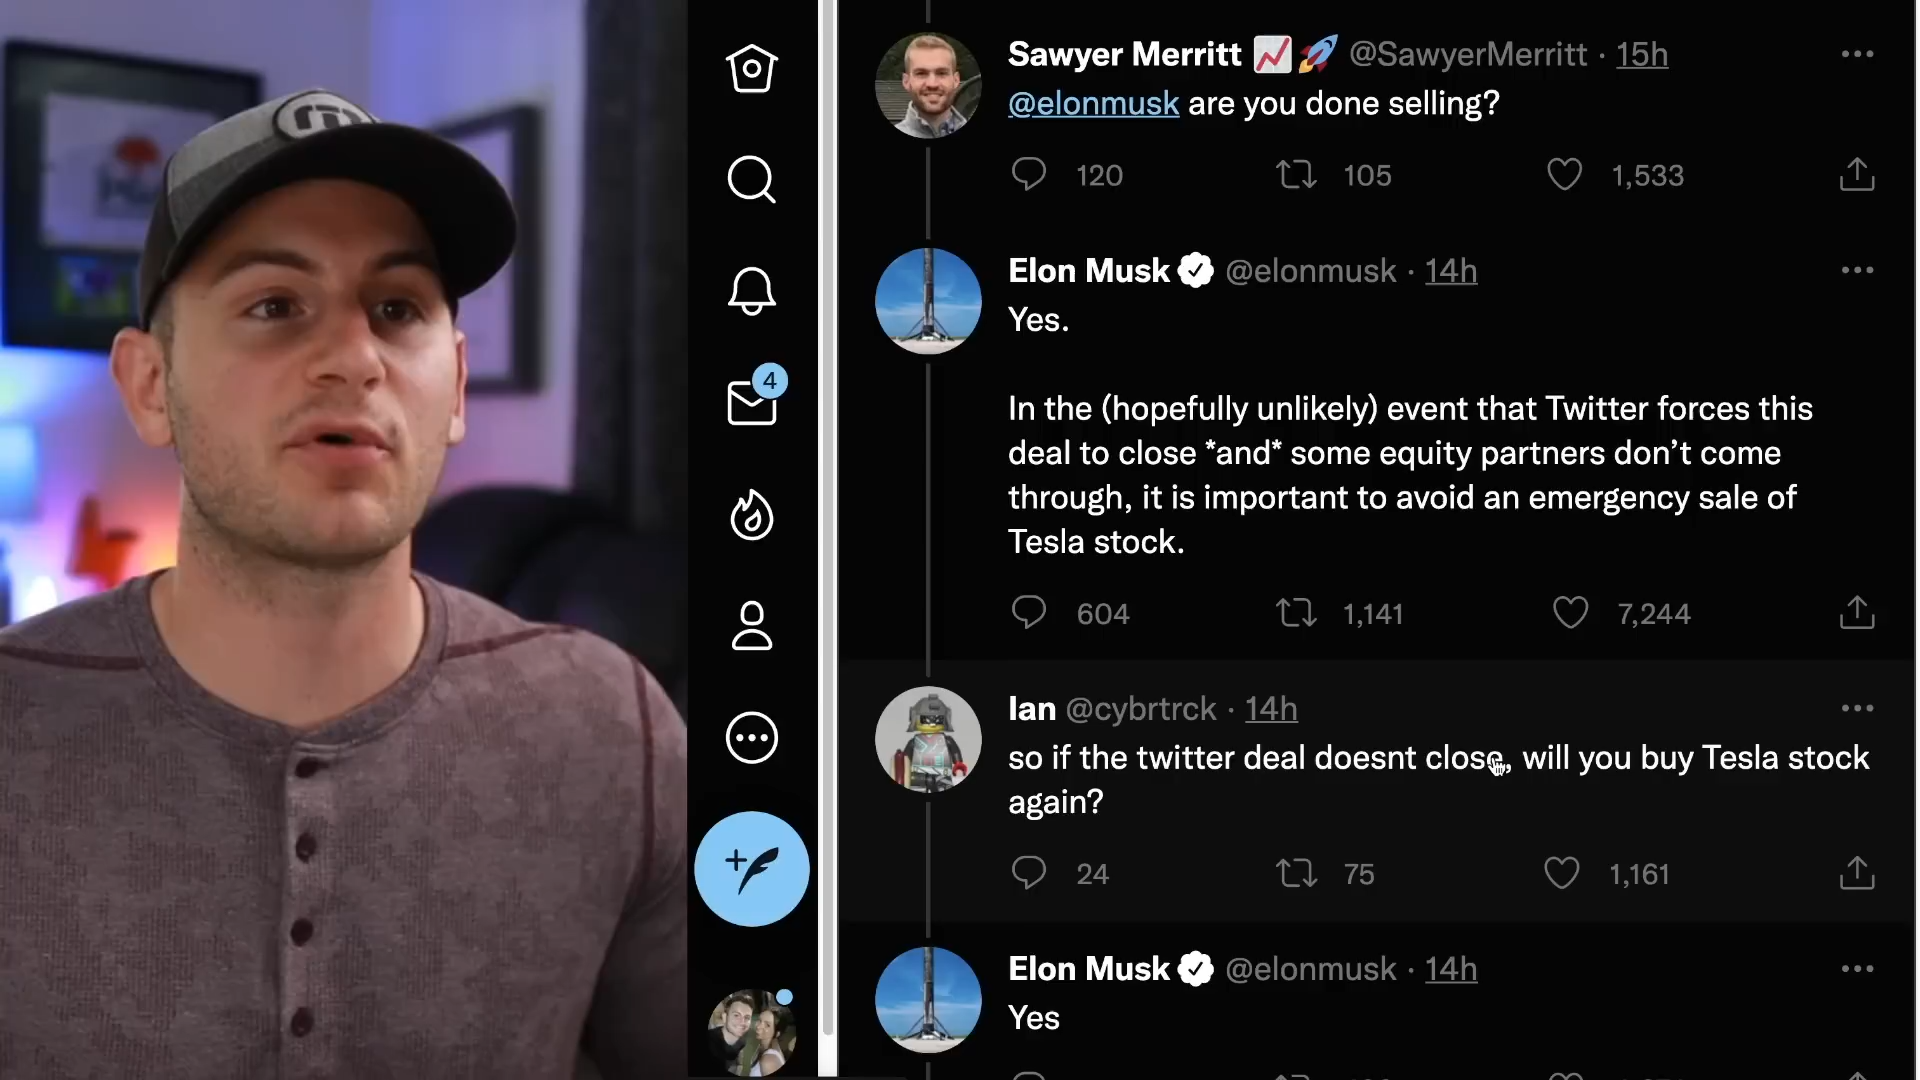 Sawyer Merritt 📈🚀 @SawyerMerritt · 15h
@elonmusk are you done selling?
120 105 1,533
Elon Musk @elonmusk · 14h
Yes.
In the (hopefully unlikely) event that Twitter forces this
deal to close *and* some equity partners don’t come
through, it is important to avoid an emergency sale of
Tesla stock.
604 1,141 7,244
Ian @cybrtrck · 14h
so if the twitter deal doesnt close, will you buy Tesla stock
again?
24 75 1,161
Elon Musk @elonmusk · 14h
Yes
4